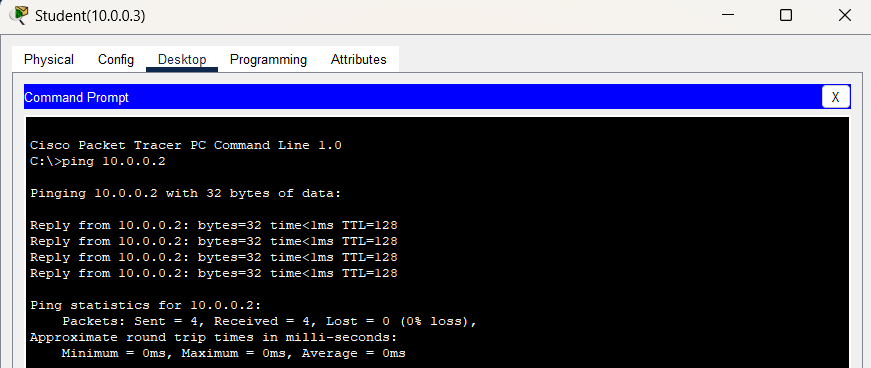 Student(10.0.0.3)
Physical Config Desktop Programming Attributes
Command Prompt X
Cisco Packet Tracer PC Command Line 1.0
C:\>ping 10.0.0.2
Pinging 10.0.0.2 with 32 bytes of data:
Reply from 10.0.0.2: bytes=32 time<1ms TTL=128
Reply from 10.0.0.2: bytes=32 time<1ms TTL=128
Reply from 10.0.0.2: bytes=32 time<1ms TTL=128
Reply from 10.0.0.2: bytes=32 time<1ms TTL=128
Ping statistics for 10.0.0.2:
Packets: Sent = 4, Received = 4, Lost = 0 (0% loss),
Approximate round trip times in milli-seconds:
Minimum = 0ms, Maximum = 0ms, Average = 0ms